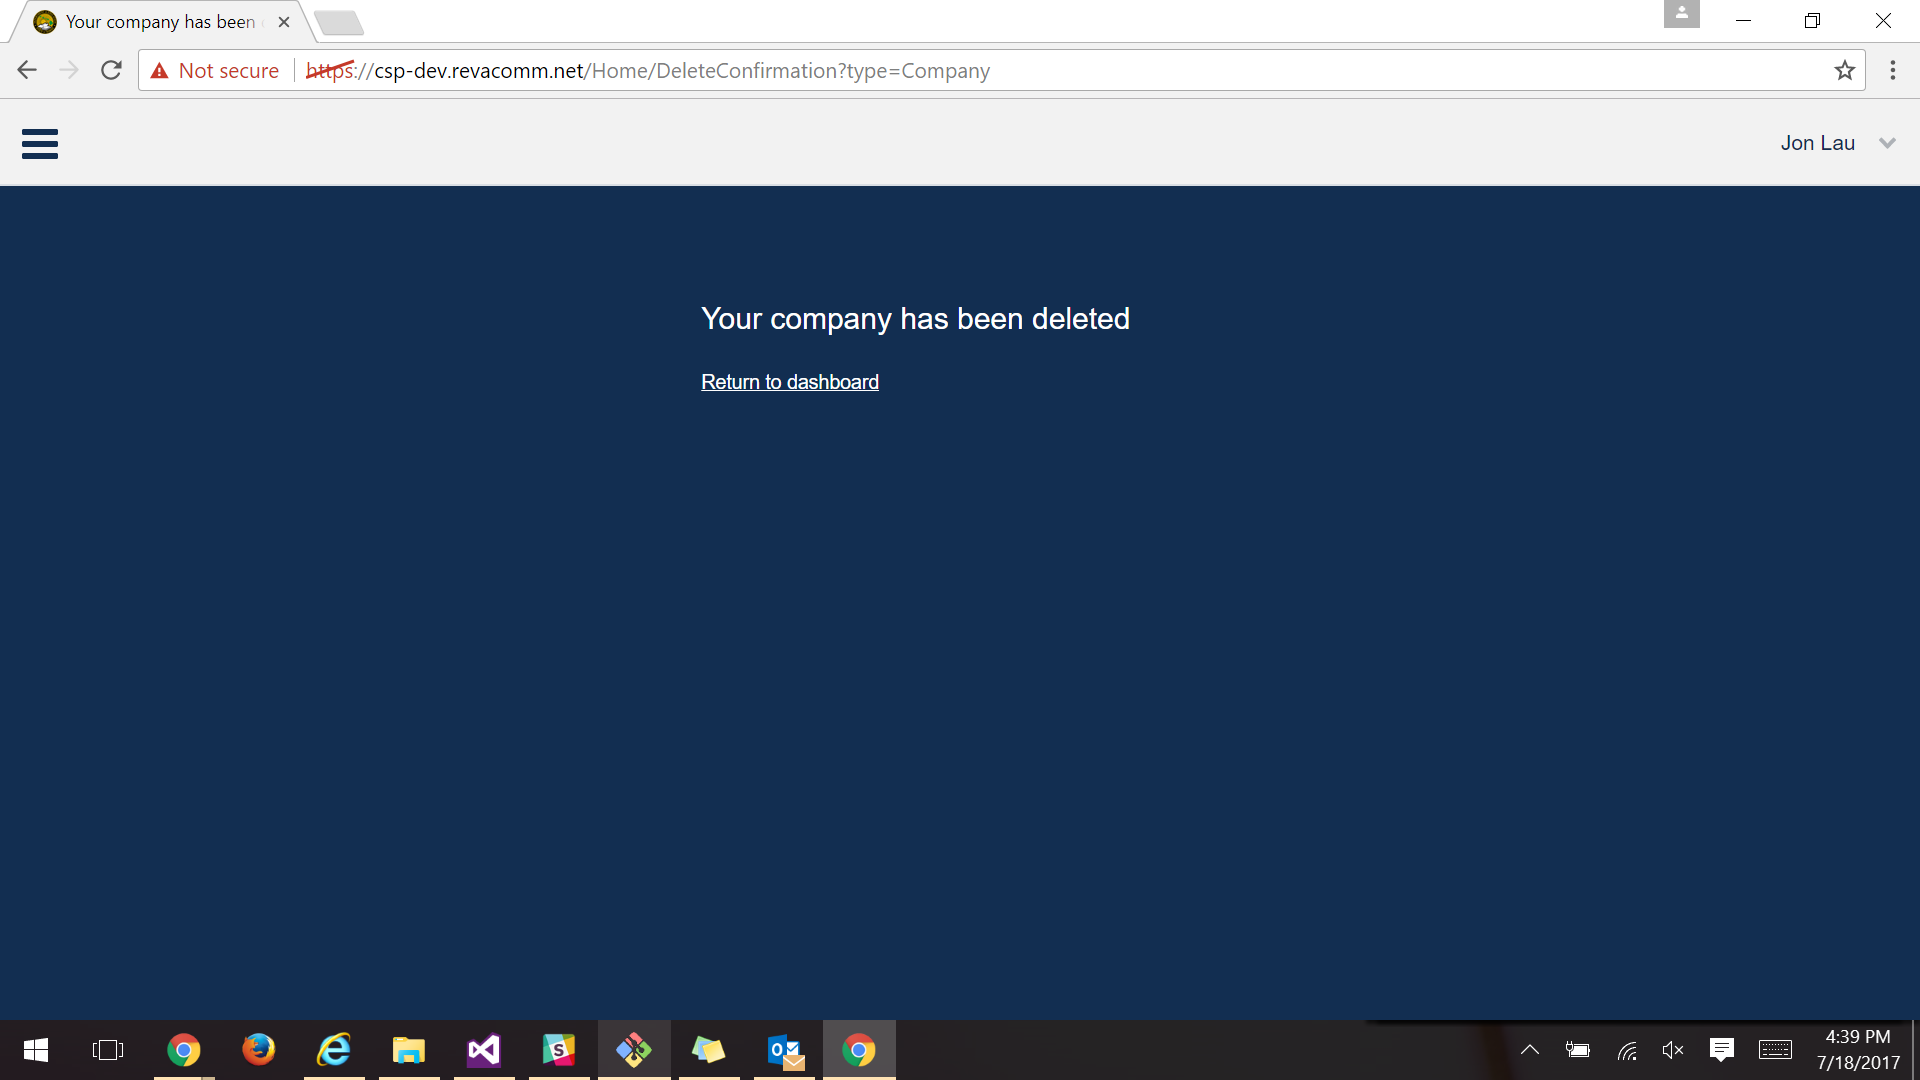 Your company has been
Not secure
https://csp-dev.revacomm.net/Home/DeleteConfirmation?type=Company
Jon Lau
Your company has been deleted
Return to dashboard
4:39 PM
7/18/2017